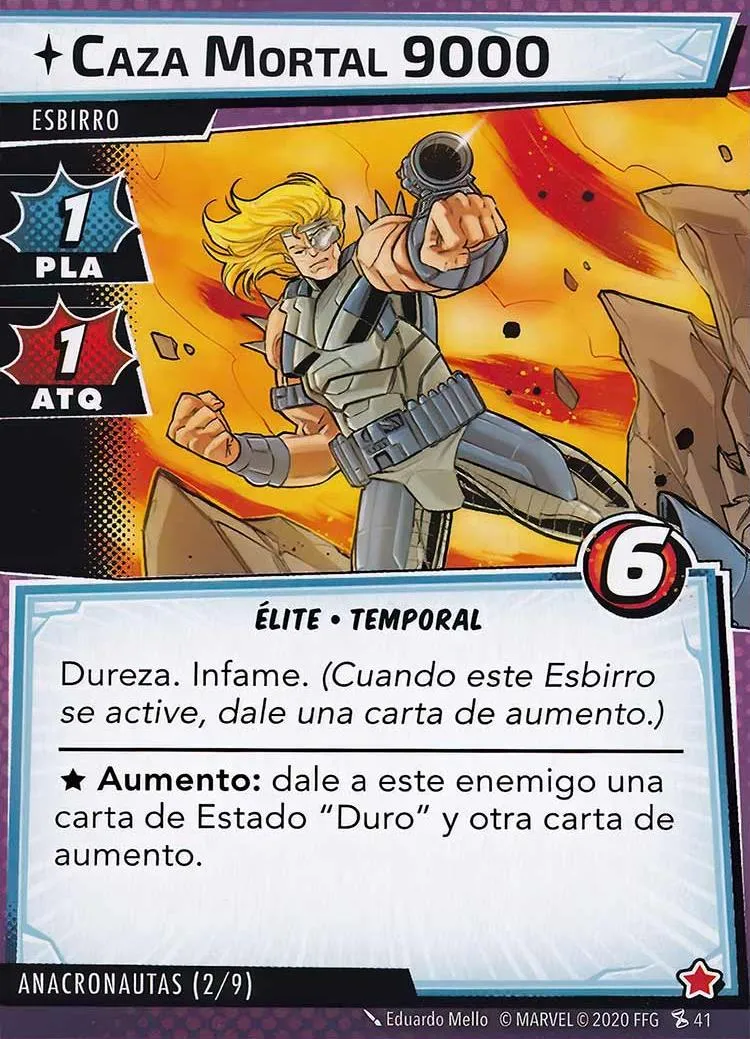 CAZA MORTAL 9000
ESBIRRO
1
PLA
1
ATQ
6
ÉLITE • TEMPORAL
Dureza. Infame. (Cuando este Esbirro
se active, dale una carta de aumento.)
★ Aumento: dale a este enemigo una
carta de Estado “Duro” y otra carta de
aumento.
ANACRONAUTAS (2/9)
Eduardo Mello © MARVEL © 2020 FFG 41